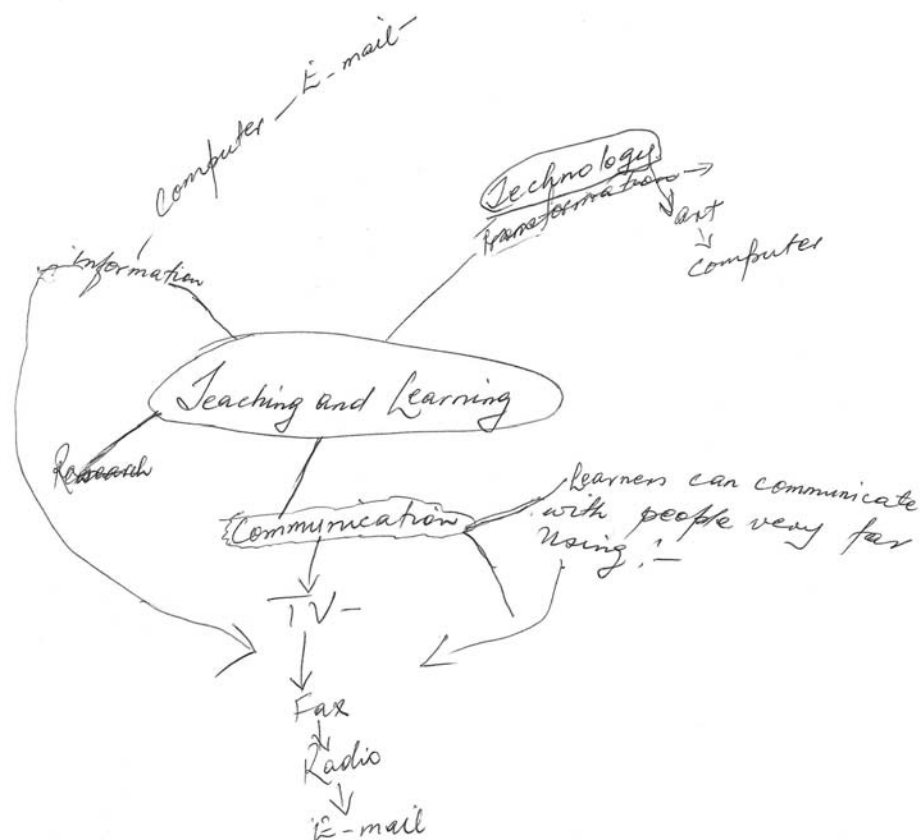 E-mail
Computer
Technology
Transformation
art
Computer
Information
Teaching and Learning
Research
Communication
Learners can communicate
with people very far
Using :-
TV-
Fax
Radio
E-mail